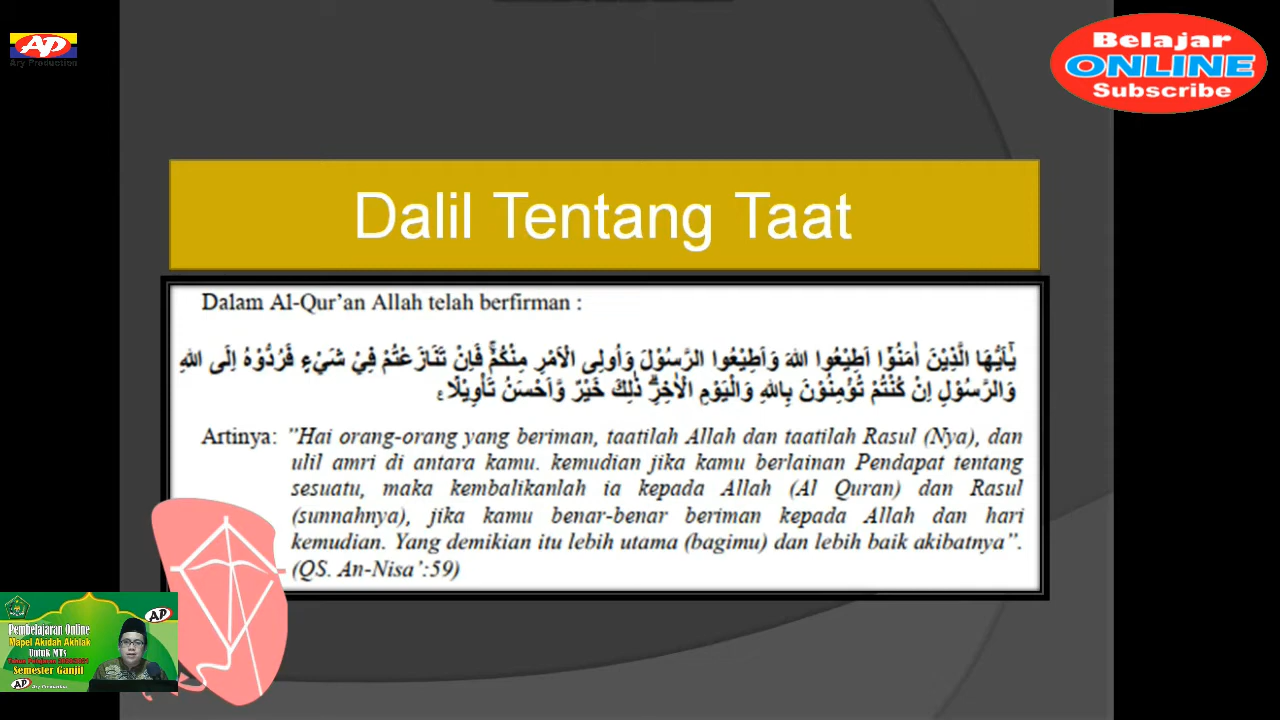 AP
Ary Production
Belajar
ONLINE
Subscribe
Dalil Tentang Taat
Dalam Al-Qur'an Allah telah berfirman :
يٰٓاَيُّهَا الَّذِيْنَ اٰمَنُوْٓا اَطِيْعُوا اللّٰهَ وَاَطِيْعُوا الرَّسُوْلَ وَاُولِى الْاَمْرِ مِنْكُمْۚ فَاِنْ تَنَازَعْتُمْ فِيْ شَيْءٍ فَرُدُّوْهُ اِلَى اللّٰهِ
وَالرَّسُوْلِ اِنْ كُنْتُمْ تُؤْمِنُوْنَ بِاللّٰهِ وَالْيَوْمِ الْاٰخِرِۗ ذٰلِكَ خَيْرٌ وَّاَحْسَنُ تَأْوِيْلًا ࣖ
Artinya: "Hai orang-orang yang beriman, taatilah Allah dan taatilah Rasul (Nya), dan
ulil amri di antara kamu. kemudian jika kamu berlainan Pendapat tentang
sesuatu, maka kembalikanlah ia kepada Allah (Al Quran) dan Rasul
(sunnahnya), jika kamu benar-benar beriman kepada Allah dan hari
kemudian. Yang demikian itu lebih utama (bagimu) dan lebih baik akibatnya".
(QS. An-Nisa':59)
AP
Pembelajaran Online
Mapel Akidah Akhlak
Untuk MTs
Semester Ganjil
AP Ary Production